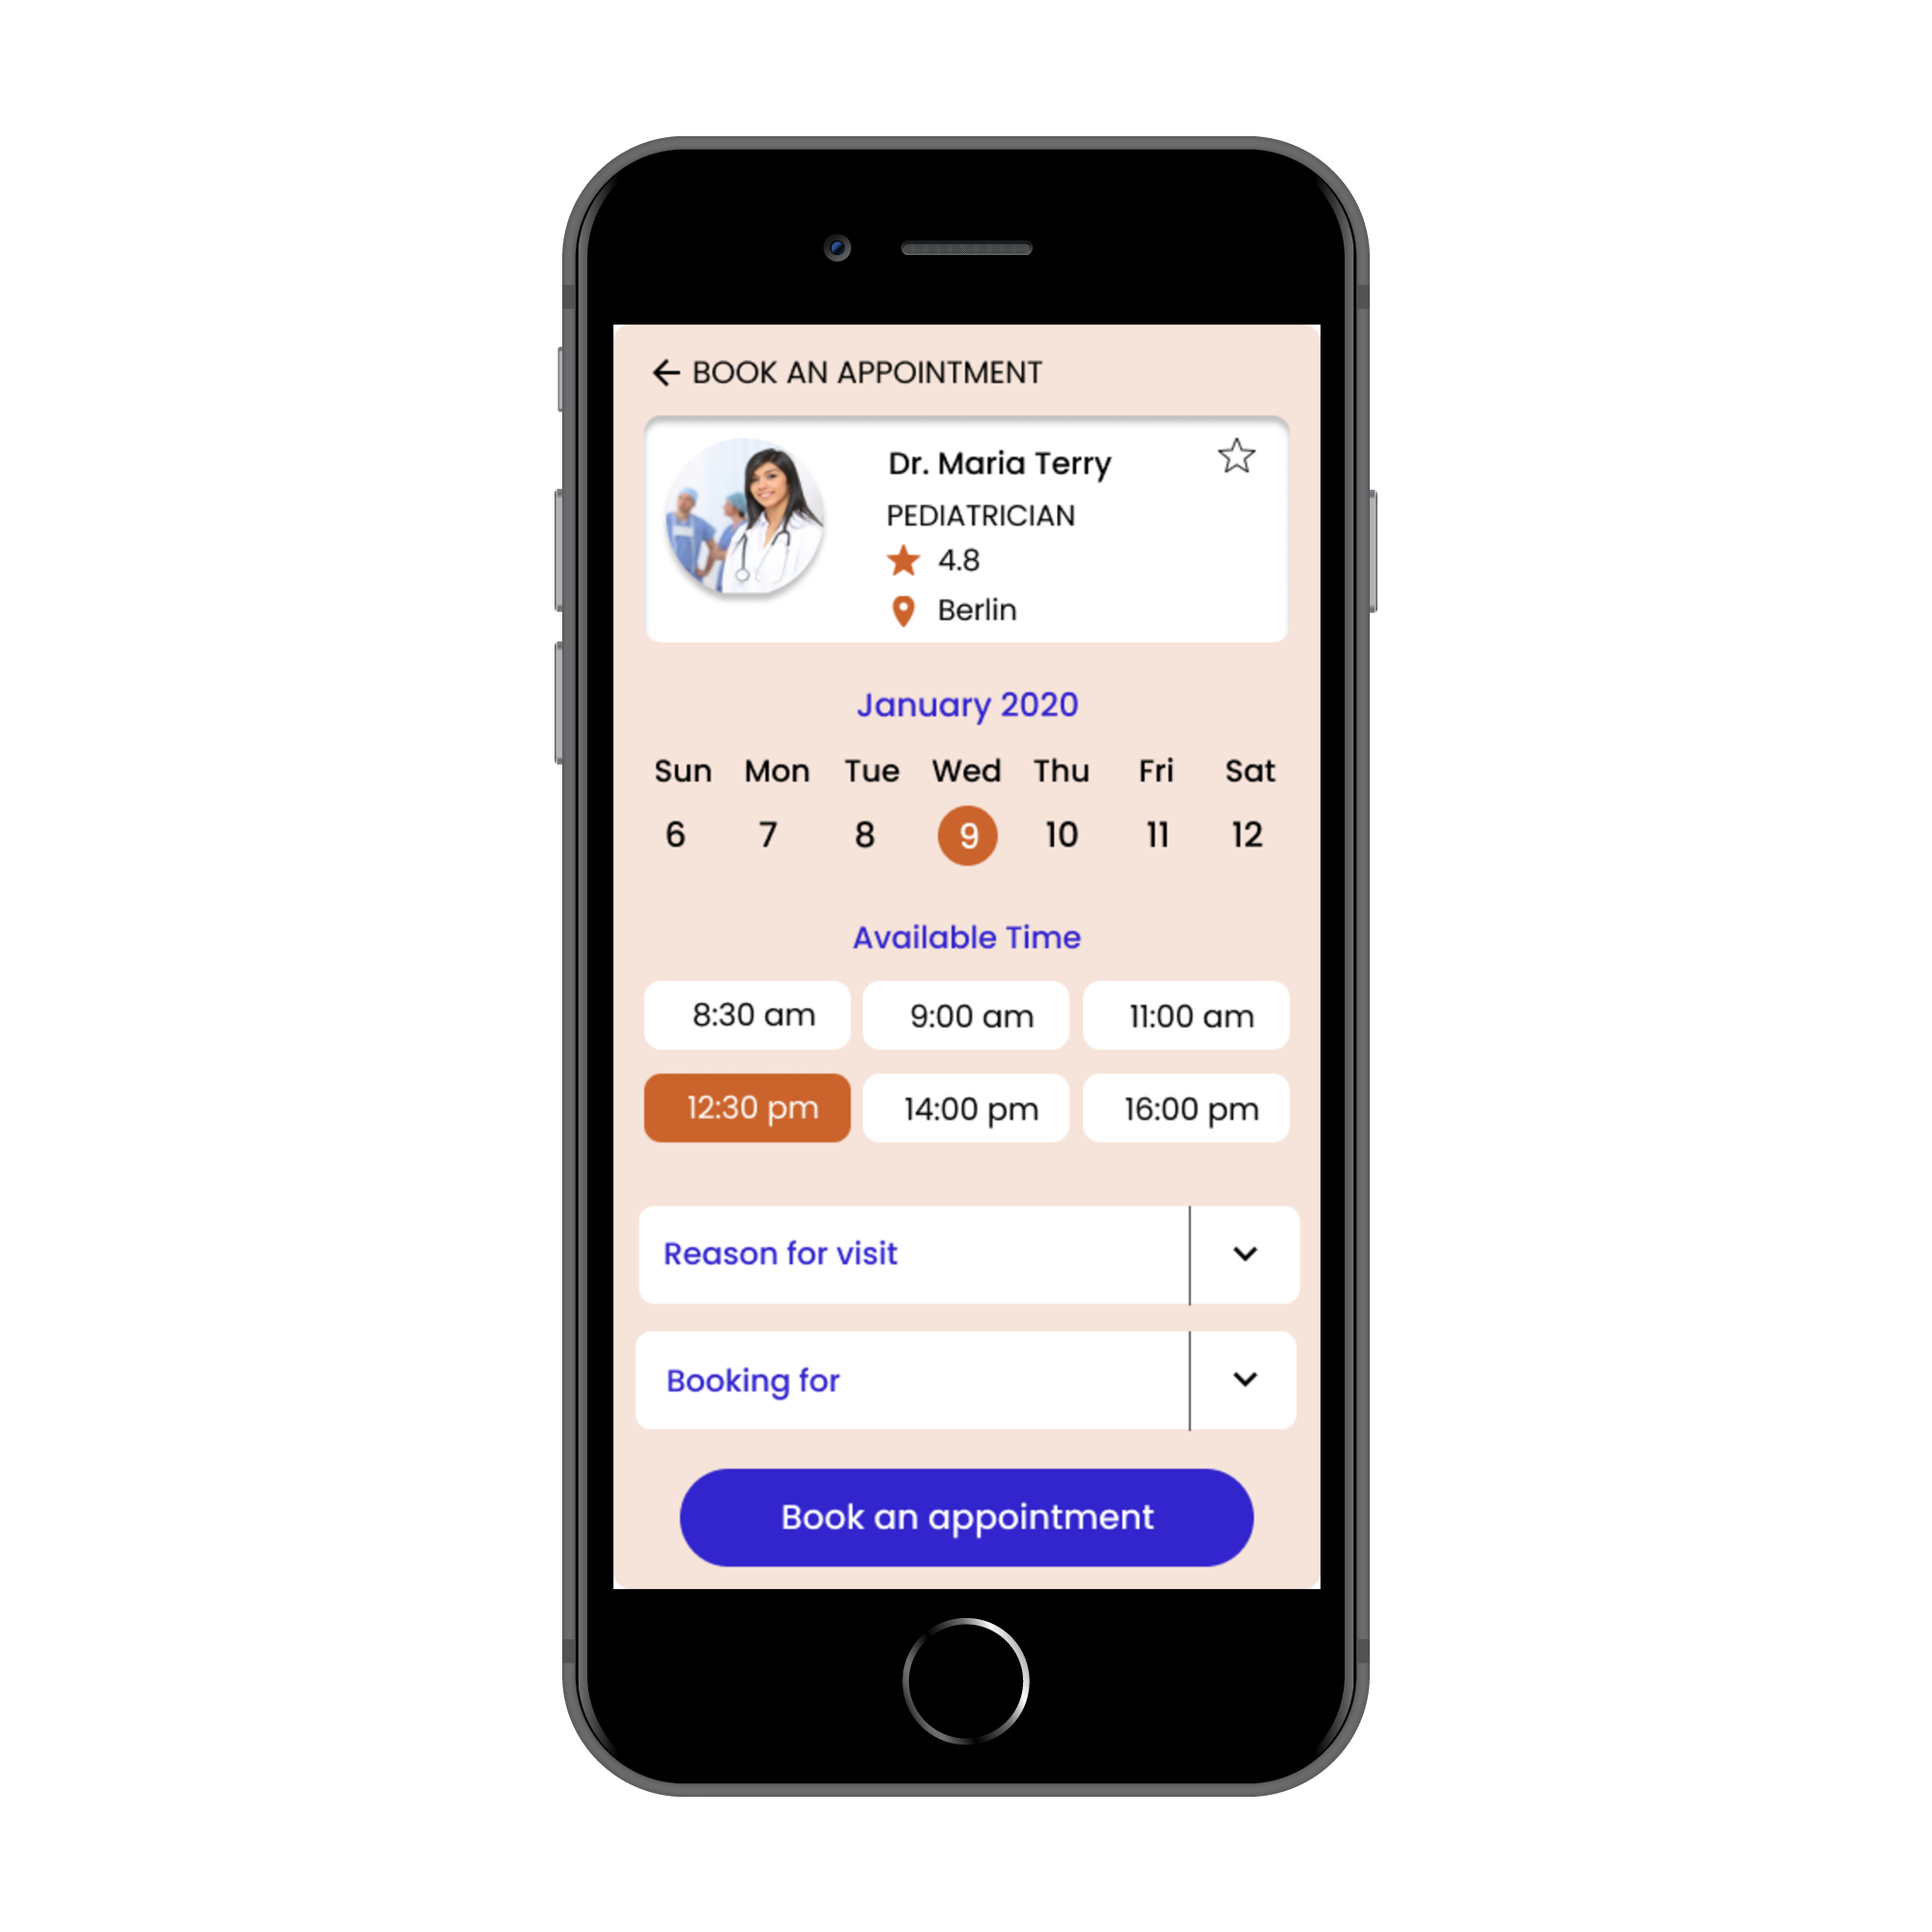 BOOK AN APPOINTMENT
Dr. Maria Terry
PEDIATRICIAN
4.8
Berlin
January 2020
Sun Mon Tue Wed Thu Fri Sat
6 7 8 9 10 11 12
Available Time
8:30 am 9:00 am 11:00 am
12:30 pm 14:00 pm 16:00 pm
Reason for visit
Booking for
Book an appointment